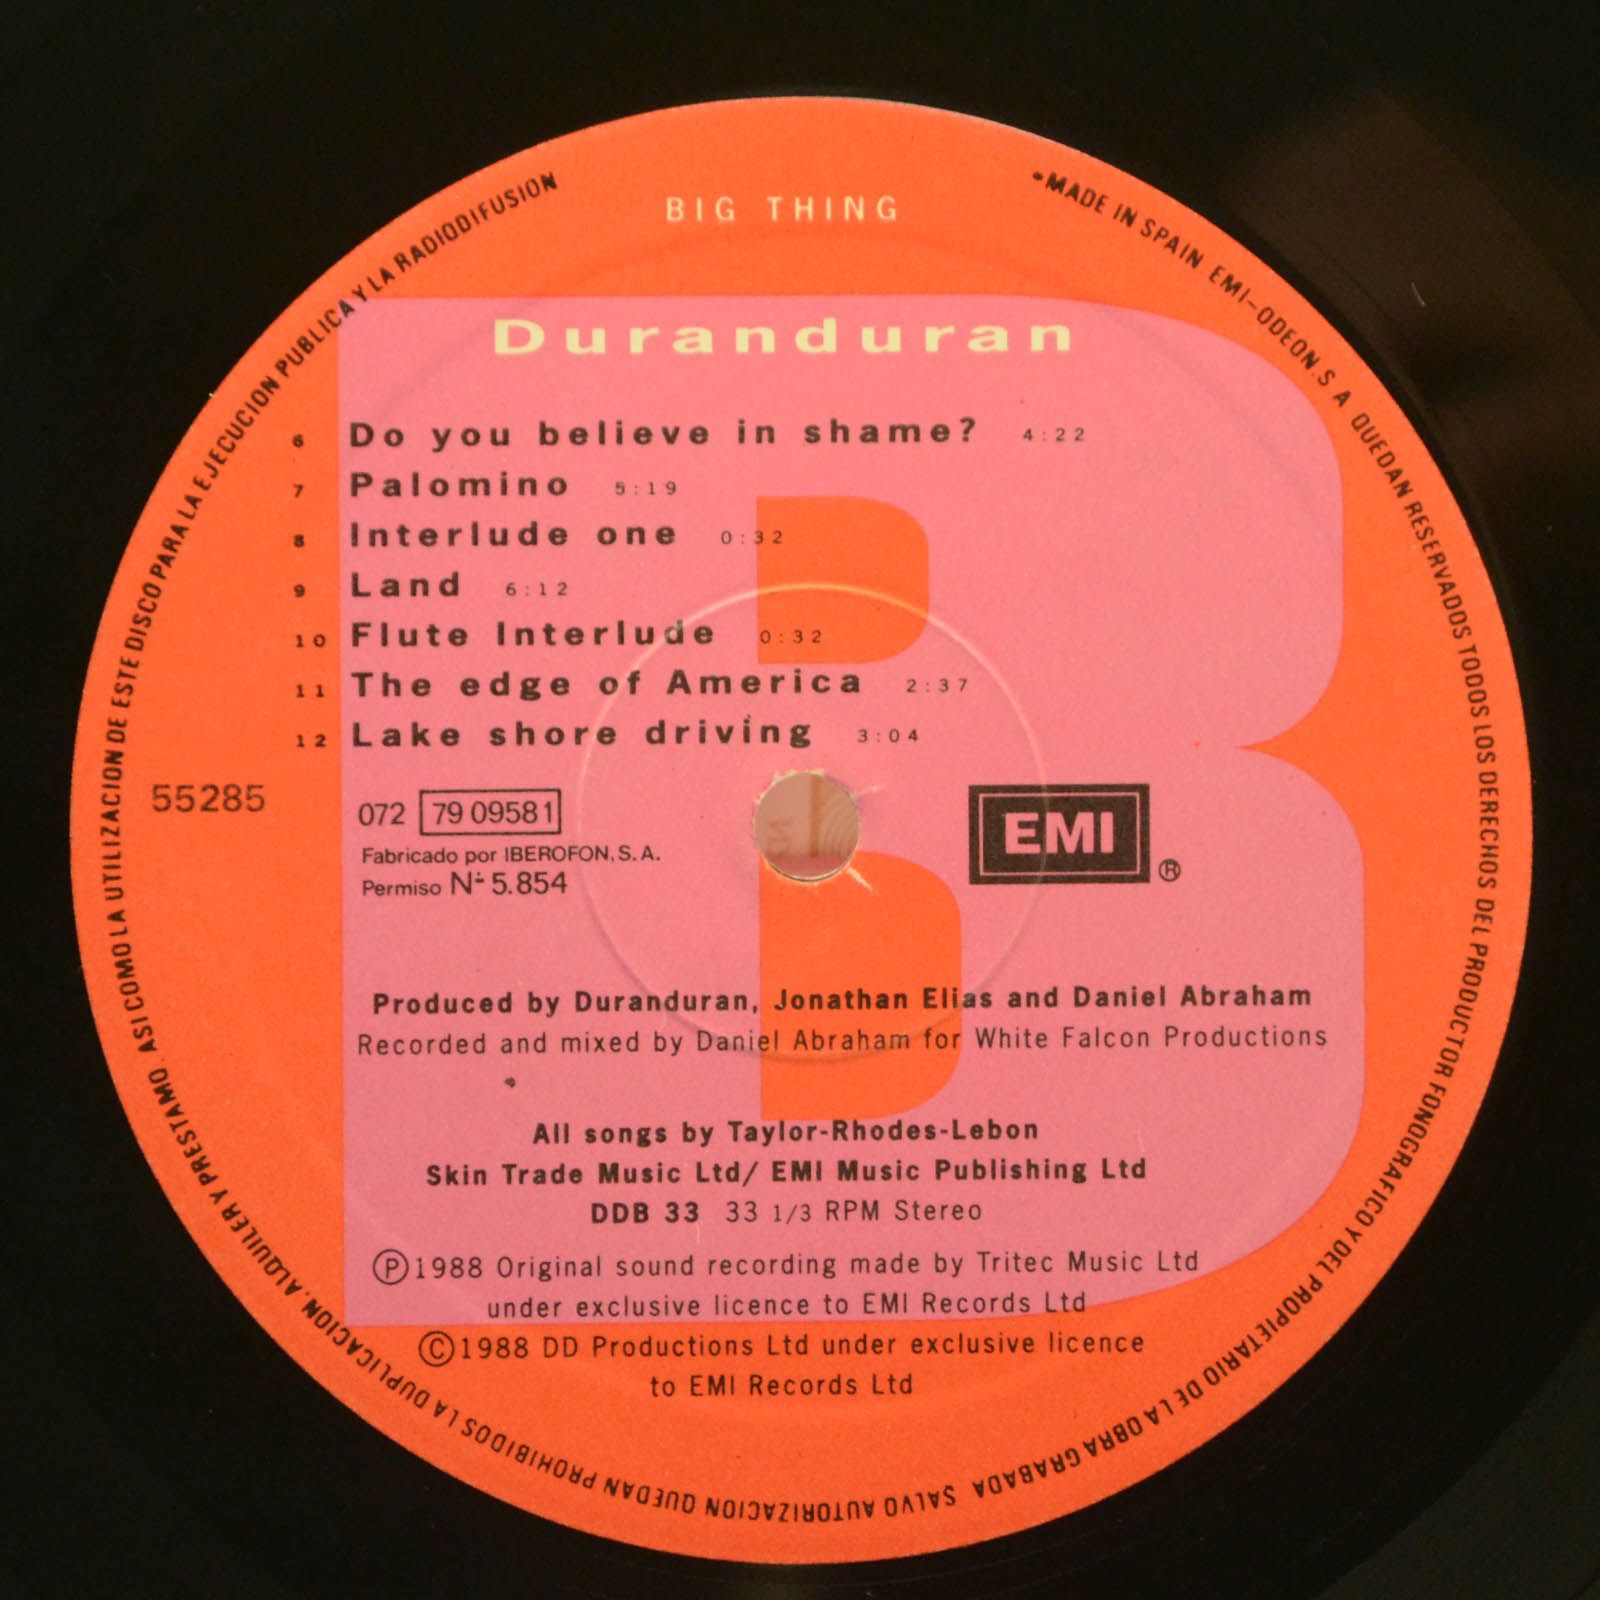 BIG THING
Duranduran
6 Do you believe in shame? 4:22
7 Palomino 5:19
8 Interlude one 0:32
9 Land 6:12
10 Flute Interlude 0:32
11 The edge of America 2:37
12 Lake shore driving 3:04
55285
072 79 09581
Fabricado por IBEROFON, S.A.
Permiso Nº 5.854
EMI ®
Produced by Duranduran, Jonathan Elias and Daniel Abraham
Recorded and mixed by Daniel Abraham for White Falcon Productions
All songs by Taylor-Rhodes-Lebon
Skin Trade Music Ltd/ EMI Music Publishing Ltd
DDB 33 33 1/3 RPM Stereo
Ⓟ1988 Original sound recording made by Tritec Music Ltd
under exclusive licence to EMI Records Ltd
©1988 DD Productions Ltd under exclusive licence
to EMI Records Ltd
•MADE IN SPAIN EMI-ODEON.S A QUEDAN RESERVADOS TODOS LOS DERECHOS DEL PRODUCTOR FONOGRAFICO Y DEL PROPIETARIO DE LA OBRA GRABADA SALVO AUTORIZACION QUEDAN PROHIBIDOS LA DUPLICACION, ALQUILER Y PRESTAMO. ASI COMO LA UTILIZACION DE ESTE DISCO PARA LA EJECUCION PUBLICA Y LA RADIODIFUSION
B